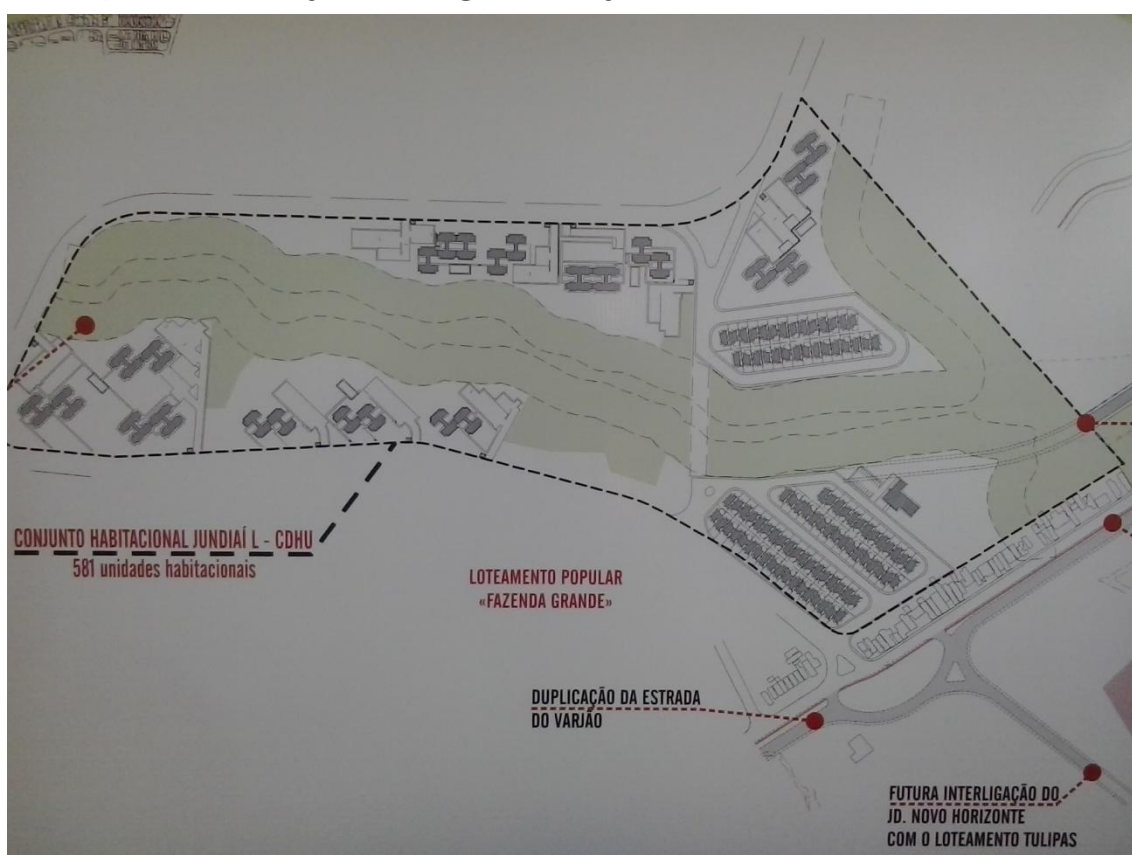 CONJUNTO HABITACIONAL JUNDIAÍ L - CDHU
581 unidades habitacionais
LOTEAMENTO POPULAR
«FAZENDA GRANDE»
DUPLICAÇÃO DA ESTRADA
DO VARJÃO
FUTURA INTERLIGAÇÃO DO
JD. NOVO HORIZONTE
COM O LOTEAMENTO TULIPAS